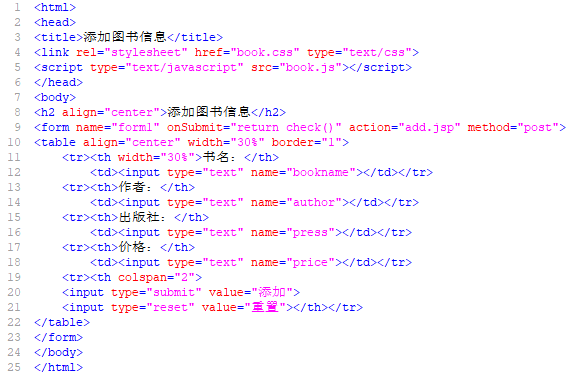 1 <html>
2 <head>
3 <title>添加图书信息</title>
4 <link rel="stylesheet" href="book.css" type="text/css">
5 <script type="text/javascript" src="book.js"></script>
6 </head>
7 <body>
8 <h2 align="center">添加图书信息</h2>
9 <form name="form1" onSubmit="return check()" action="add.jsp" method="post">
10 <table align="center" width="30%" border="1">
11 <tr><th width="30%">书名：</th>
12 <td><input type="text" name="bookname"></td></tr>
13 <tr><th>作者：</th>
14 <td><input type="text" name="author"></td></tr>
15 <tr><th>出版社：</th>
16 <td><input type="text" name="press"></td></tr>
17 <tr><th>价格：</th>
18 <td><input type="text" name="price"></td></tr>
19 <tr><th colspan="2">
20 <input type="submit" value="添加">
21 <input type="reset" value="重置"></th></tr>
22 </table>
23 </form>
24 </body>
25 </html>